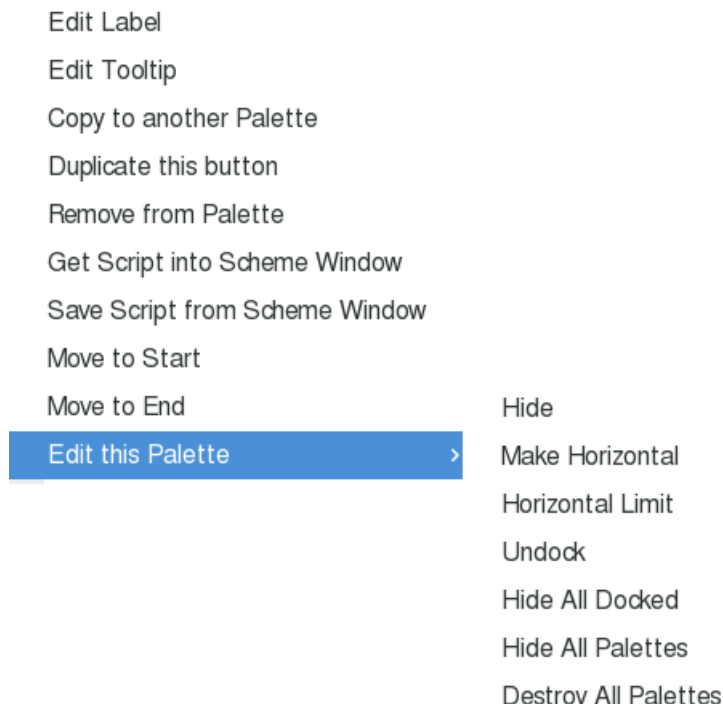 Edit Label
Edit Tooltip
Copy to another Palette
Duplicate this button
Remove from Palette
Get Script into Scheme Window
Save Script from Scheme Window
Move to Start
Move to End
Edit this Palette
Hide
Make Horizontal
Horizontal Limit
Undock
Hide All Docked
Hide All Palettes
Destroy All Palettes